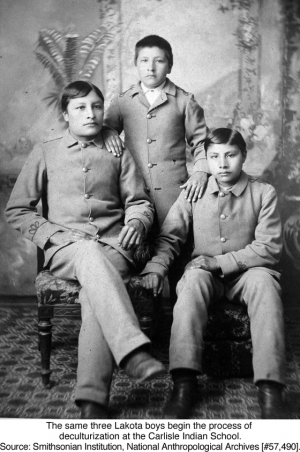 The same three Lakota boys begin the process of
deculturization at the Carlisle Indian School.
Source: Smithsonian Institution, National Anthropological Archives [#57,490].